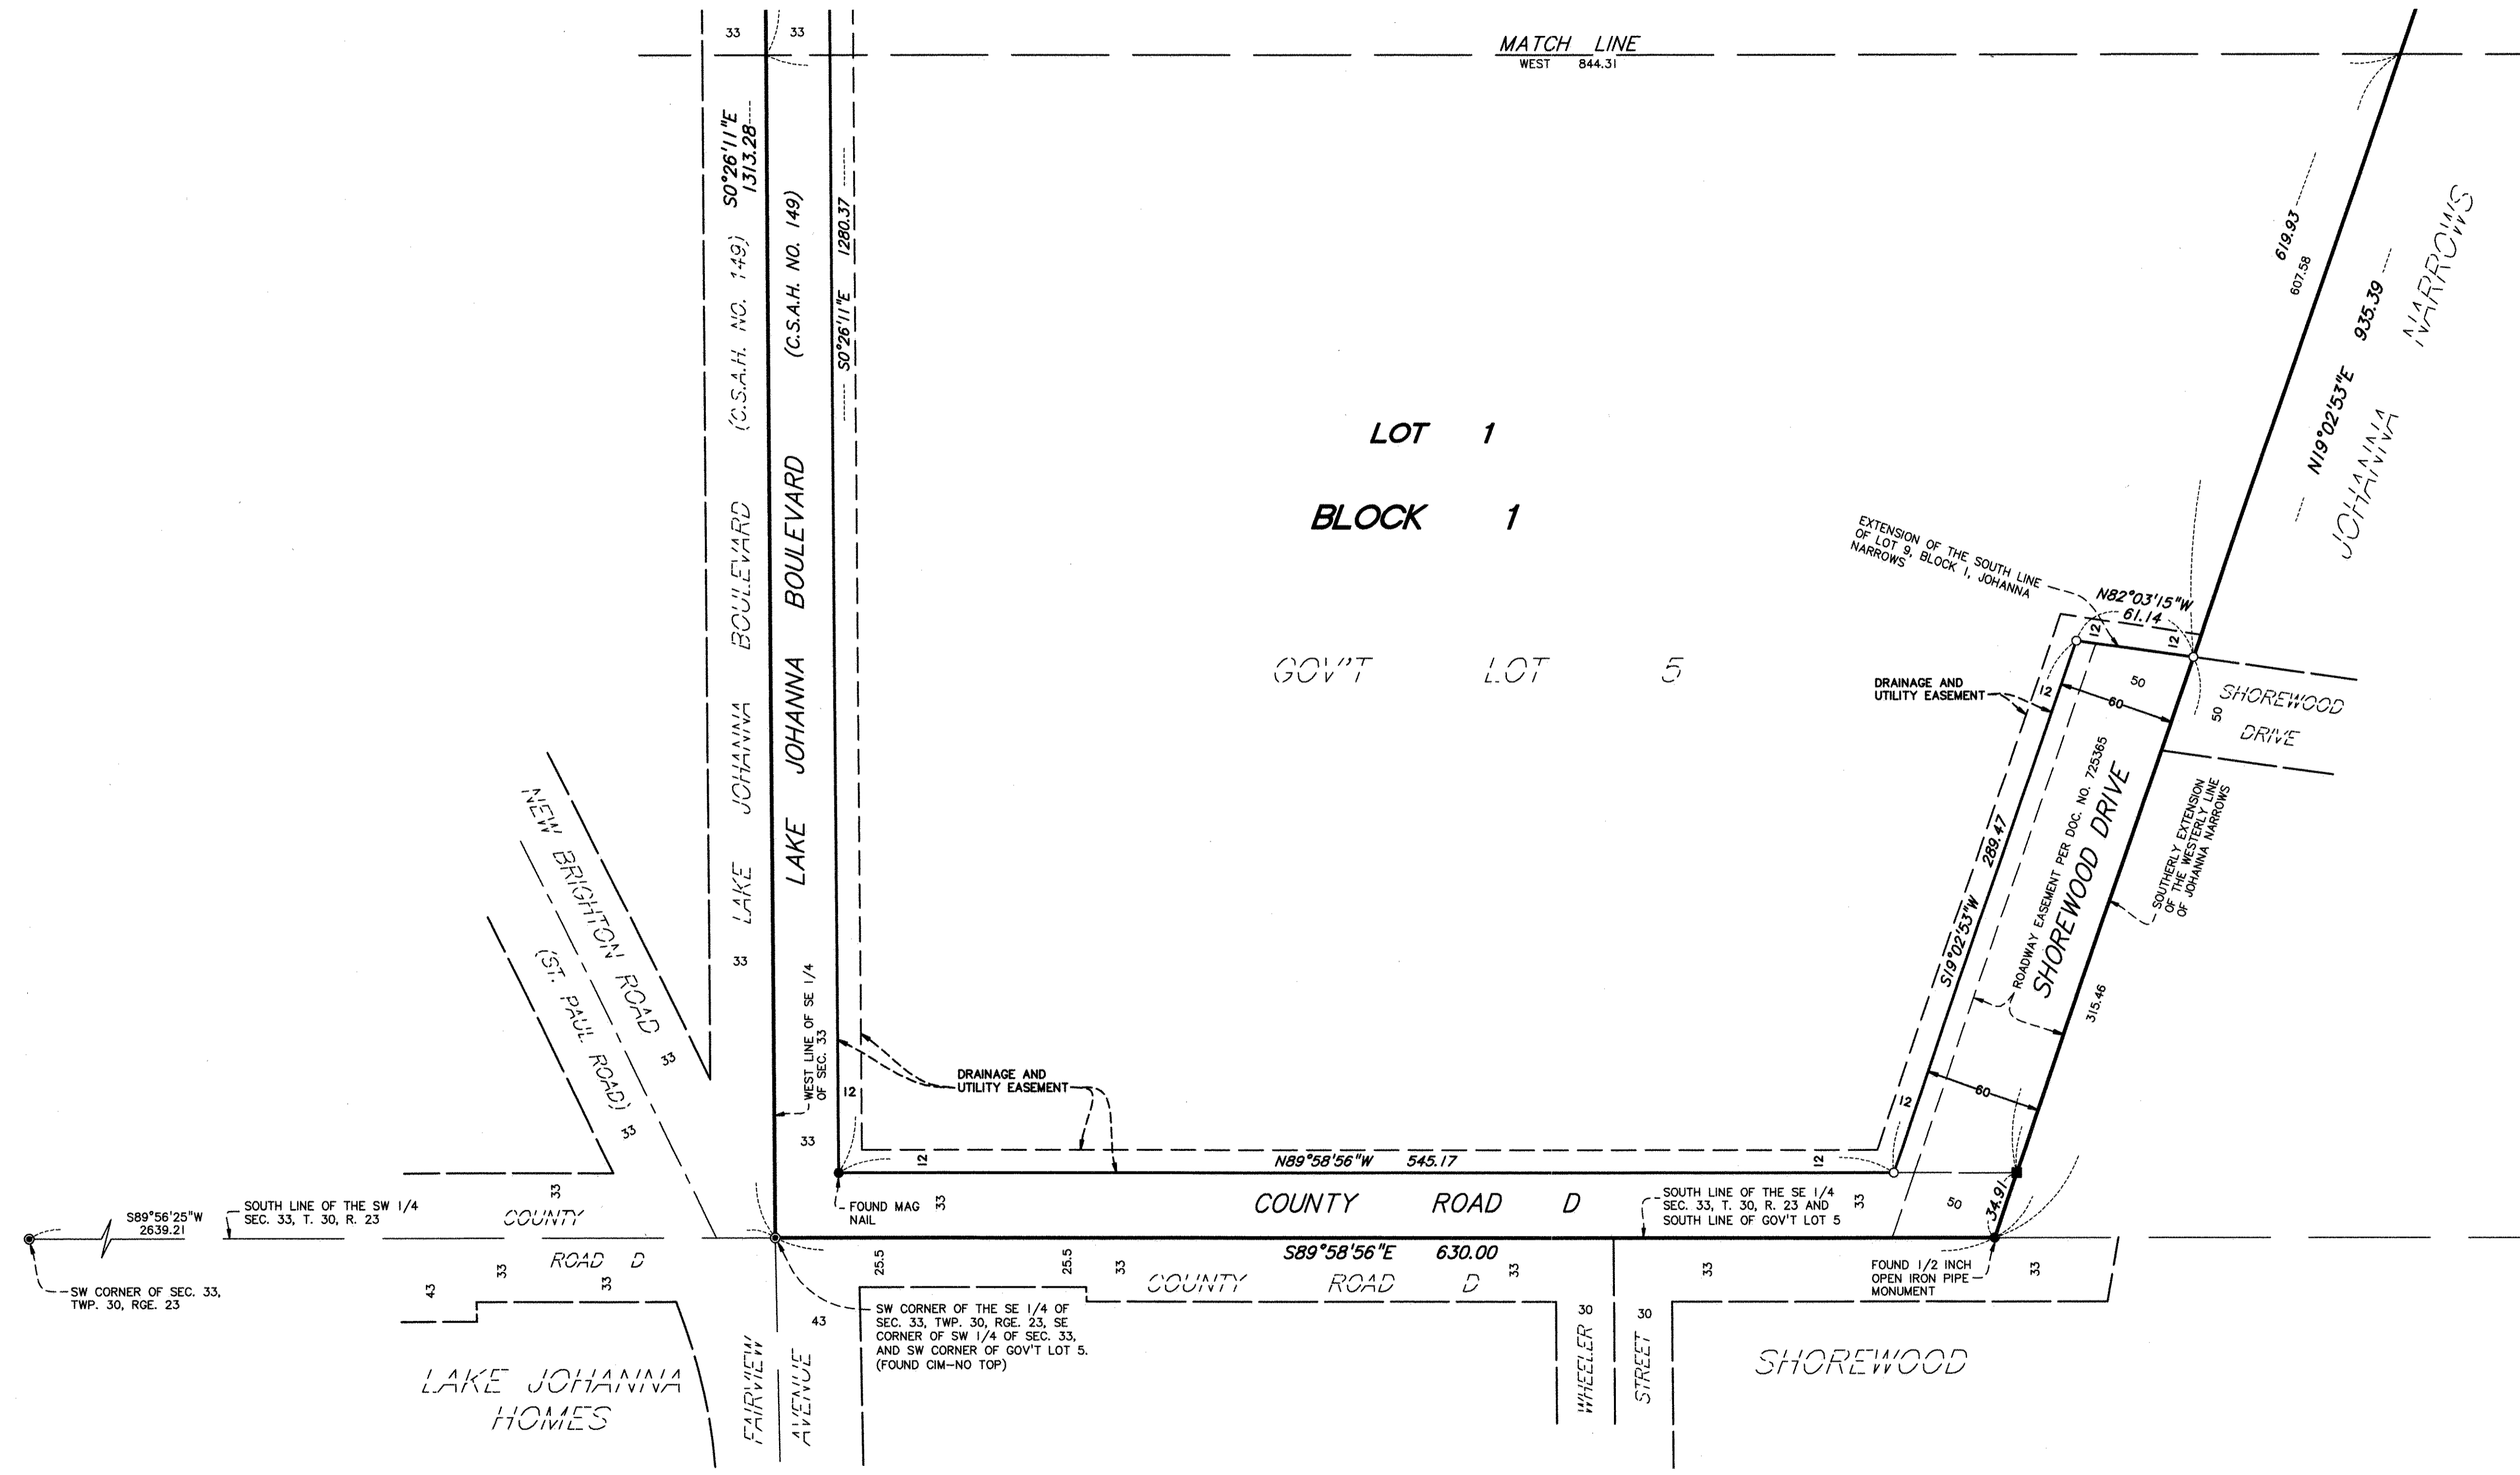 33
33
MATCH LINE
WEST 844.31
S0°26'11"E
1313.28
(C.S.A.H. NO. 149)
LAKE JOHANNA BOULEVARD
33
LAKE JOHANNA BOULEVARD (C.S.A.H. NO. 149)
S0°26'11"E 1280.37
619.93
607.58
N19°02'53"E 935.39
JOHANNA NARROWS
LOT 1
BLOCK 1
GOV'T LOT 5
EXTENSION OF THE SOUTH LINE
OF LOT 9, BLOCK 1, JOHANNA
NARROWS
N82°03'15"W
61.14
12
12
DRAINAGE AND
UTILITY EASEMENT
12
50
60
50
SHOREWOOD
DRIVE
S19°02'53"W 289.47
ROADWAY EASEMENT PER DOC. NO. 725365
SHOREWOOD DRIVE
SOUTHERLY EXTENSION
OF THE WESTERLY LINE
OF JOHANNA NARROWS
315.46
60
12
NEW BRIGHTON ROAD
33
(ST. PAUL ROAD)
33
WEST LINE OF SE 1/4
OF SEC. 33
DRAINAGE AND
UTILITY EASEMENT
12
33
12
N89°58'56"W 545.17
12
FOUND MAG
NAIL
33
COUNTY ROAD D
SOUTH LINE OF THE SE 1/4
SEC. 33, T. 30, R. 23 AND
SOUTH LINE OF GOV'T LOT 5
33
50
34.91
S89°56'25"W
2639.21
SOUTH LINE OF THE SW 1/4
SEC. 33, T. 30, R. 23
33
COUNTY
ROAD D
33
33
43
SW CORNER OF SEC. 33,
TWP. 30, RGE. 23
S89°58'56"E 630.00
25.5
25.5
33
COUNTY ROAD D
33
33
FOUND 1/2 INCH
OPEN IRON PIPE
MONUMENT
33
SW CORNER OF THE SE 1/4 OF
SEC. 33, TWP. 30, RGE. 23, SE
CORNER OF SW 1/4 OF SEC. 33,
AND SW CORNER OF GOV'T LOT 5.
(FOUND CIM-NO TOP)
43
LAKE JOHANNA
HOMES
FAIRVIEW
AVENUE
WHEELER 30
STREET 30
SHOREWOOD